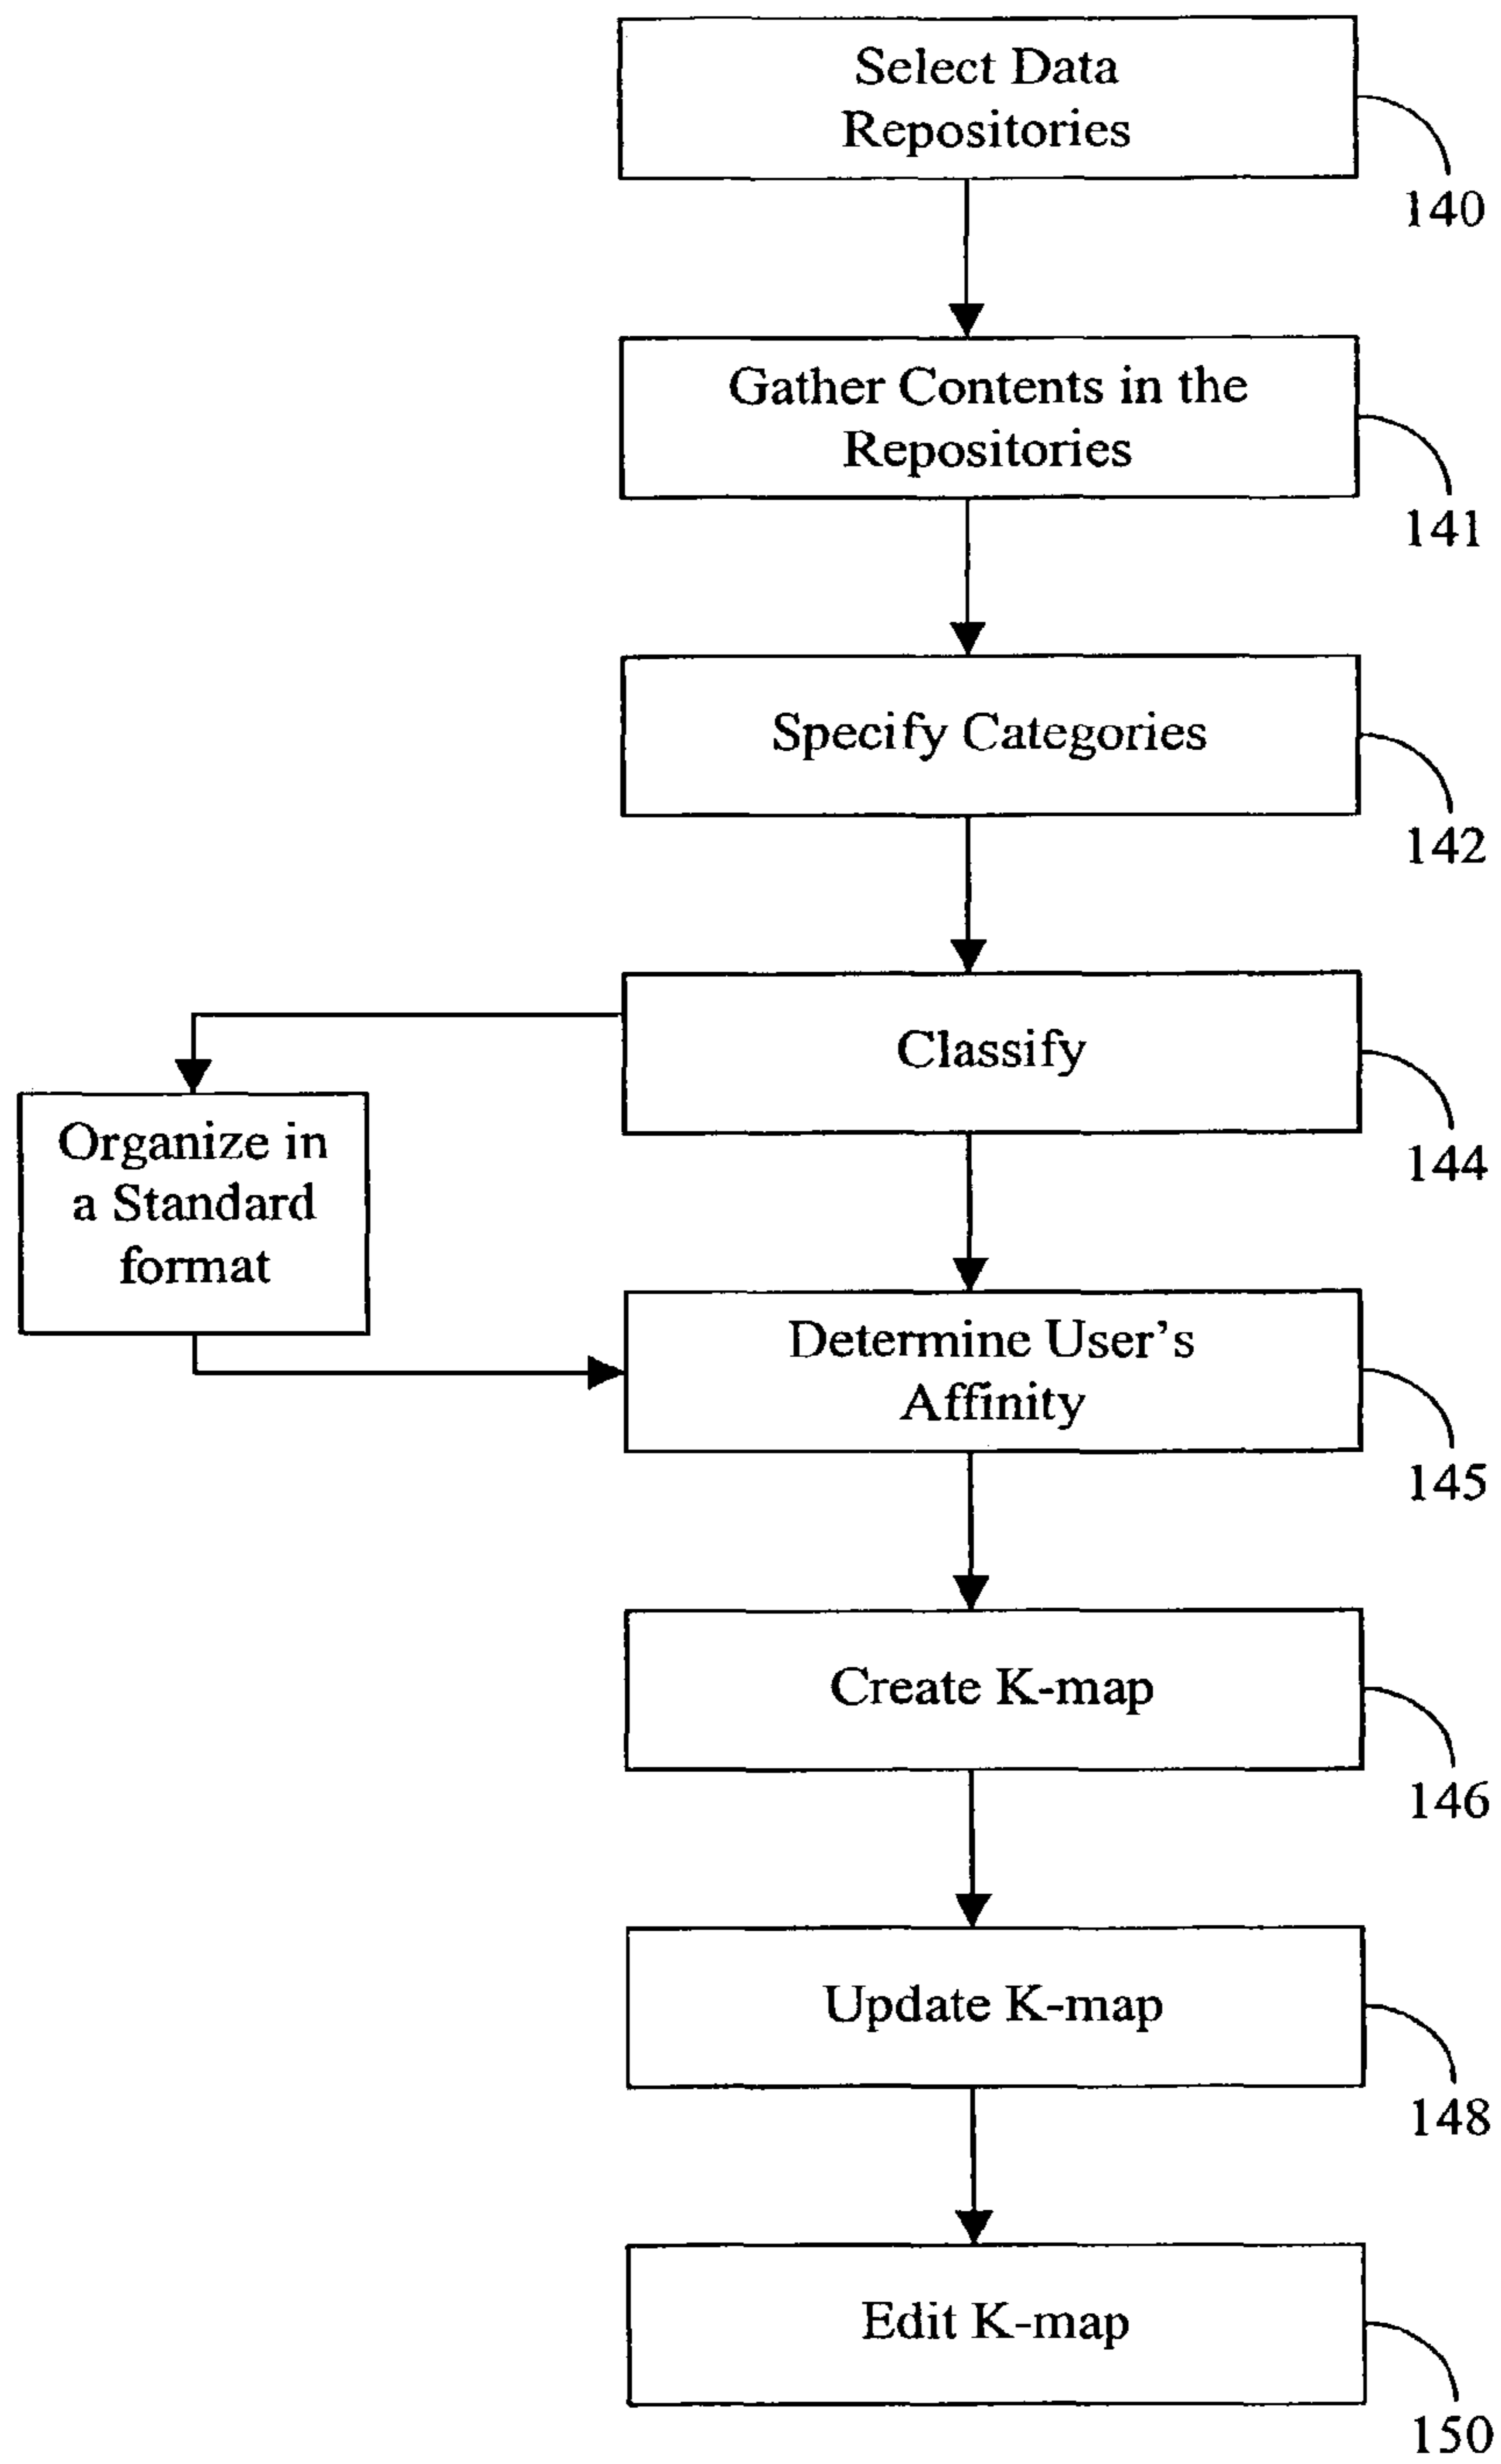 Select Data
Repositories
140
Gather Contents in the
Repositories
141
Specify Categories
142
Classify
144
Organize in
a Standard
format
Determine User’s
Affinity
145
Create K-map
146
Update K-map
148
Edit K-map
150